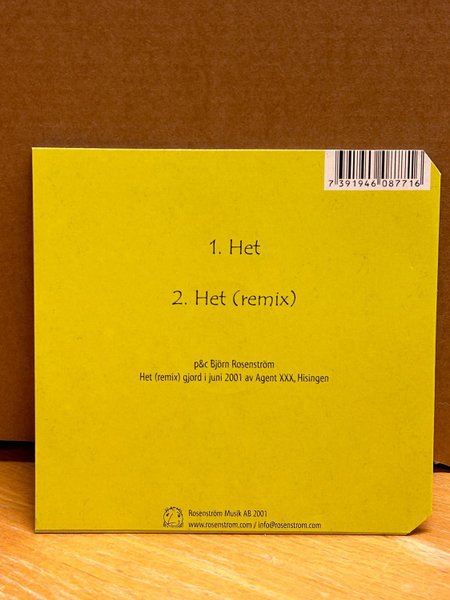 7 391946 087716
1. Het
2. Het (remix)
p&c Björn Rosenström
Het (remix) gjord i juni 2001 av Agent XXX, Hisingen
Rosenström Musik AB 2001
www.rosenstrom.com / info@rosenstrom.com